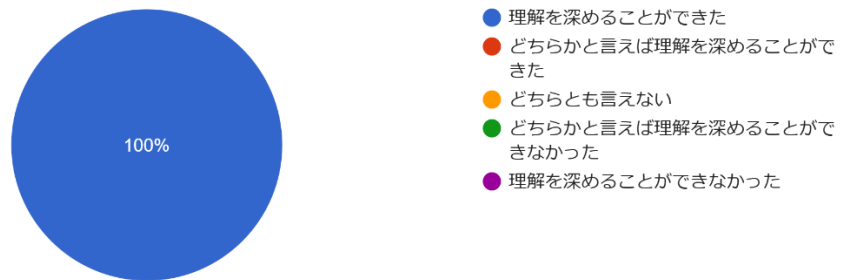 100%
理解を深めることができた
どちらかと言えば理解を深めることがで
きた
どちらとも言えない
どちらかと言えば理解を深めることがで
きなかった
理解を深めることができなかった